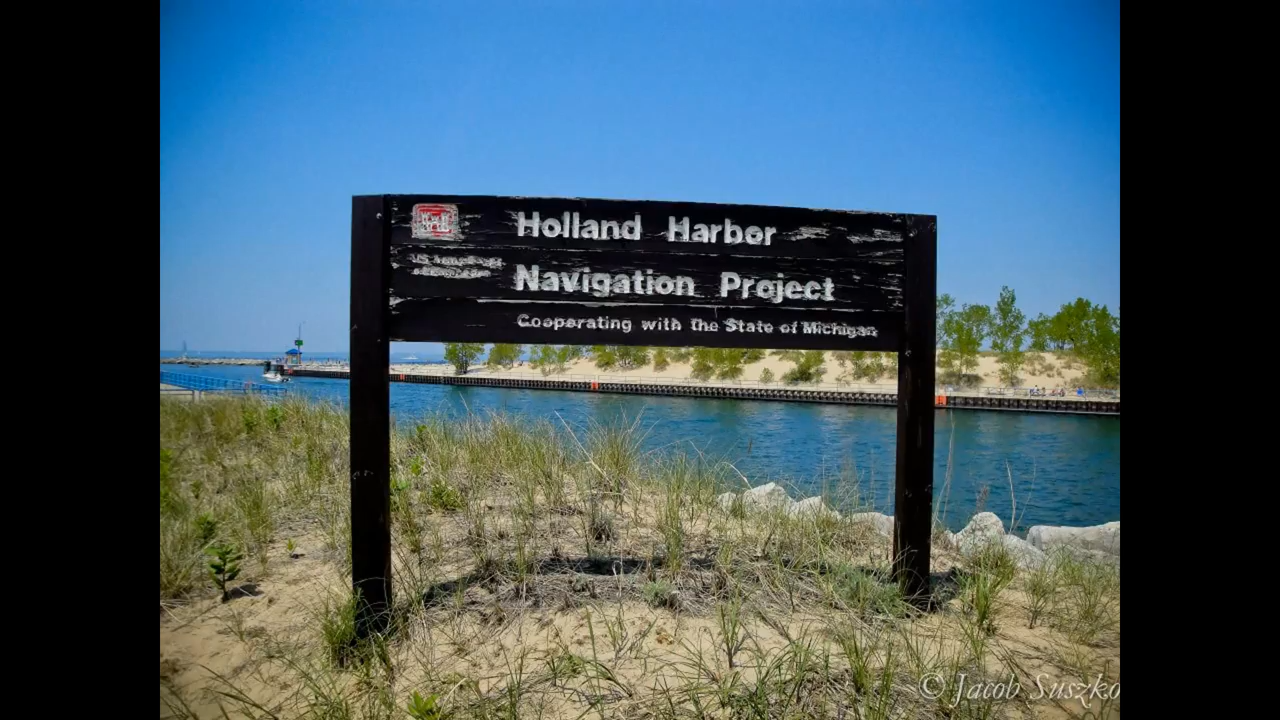 Holland Harbor
Navigation Project
Cooperating with the State of Michigan
© Jacob Suszko